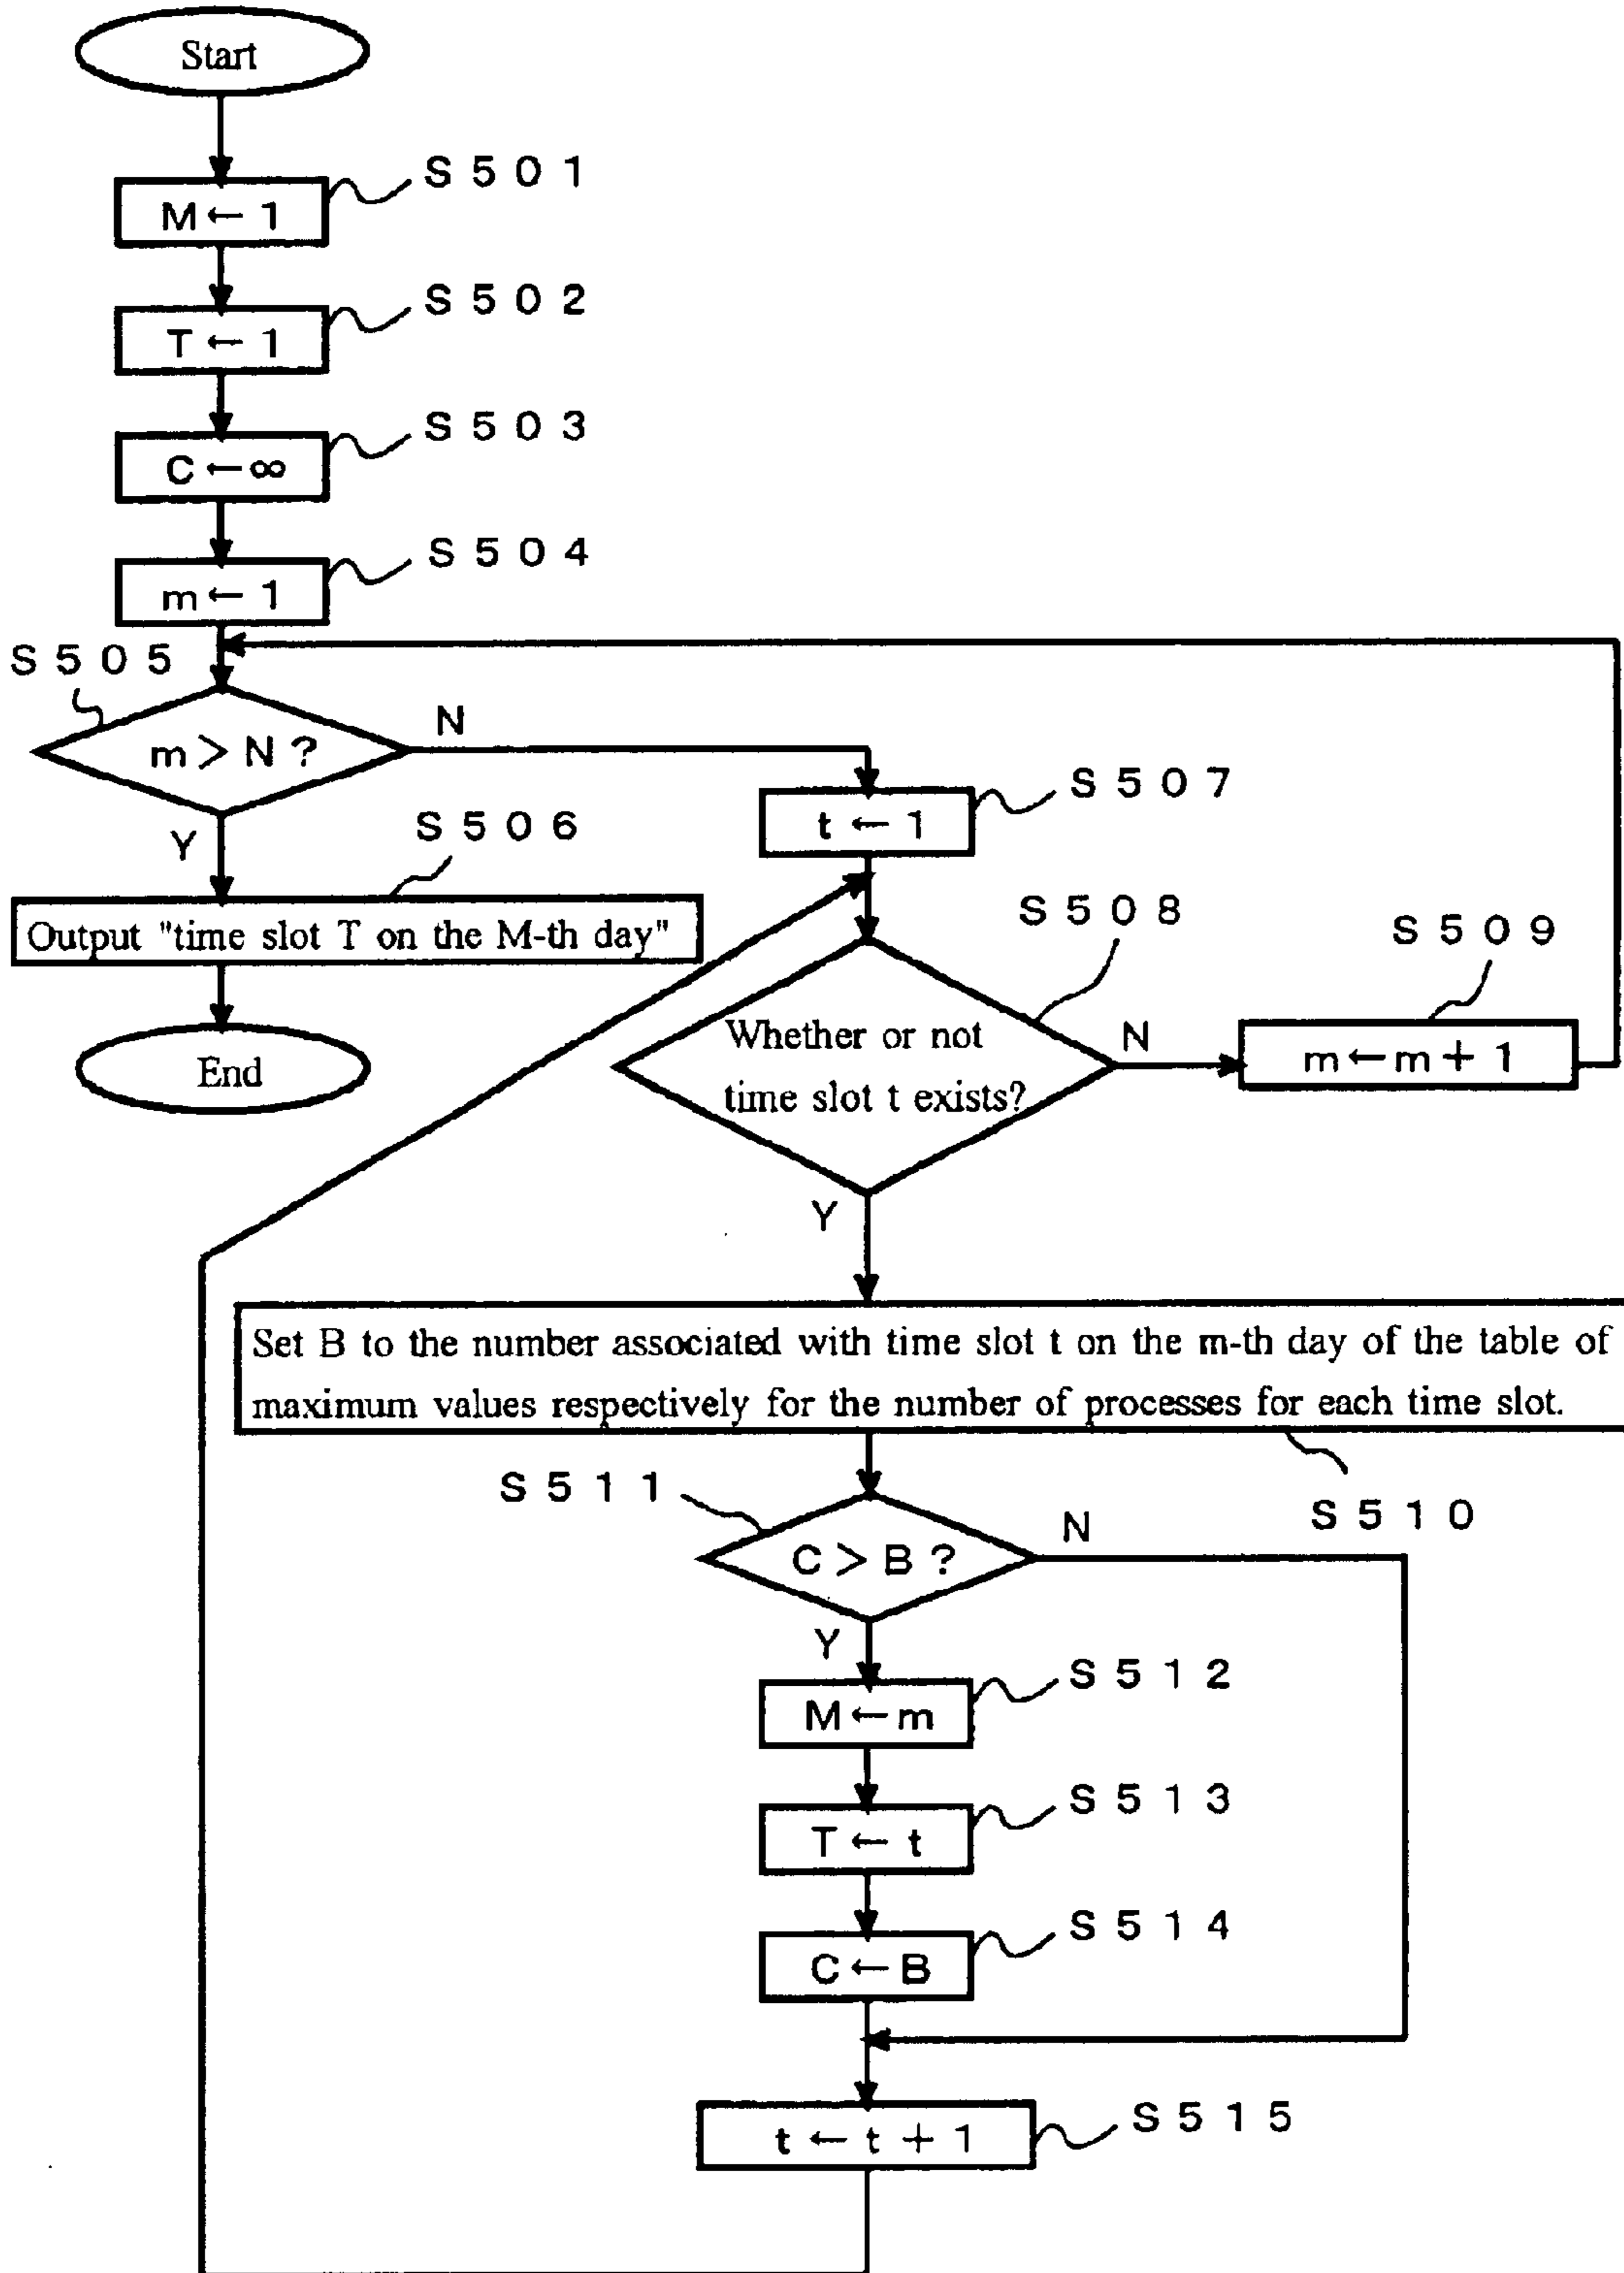 Start
S501
M←1
S502
T←1
S503
C←∞
S504
m←1
S505
m>N?
N
Y
S506
Output "time slot T on the M-th day"
End
S507
t←1
S508
Whether or not
time slot t exists?
N
Y
S509
m←m+1
Set B to the number associated with time slot t on the m-th day of the table of
maximum values respectively for the number of processes for each time slot.
S510
S511
C>B?
N
Y
S512
M←m
S513
T←t
S514
C←B
S515
t←t+1